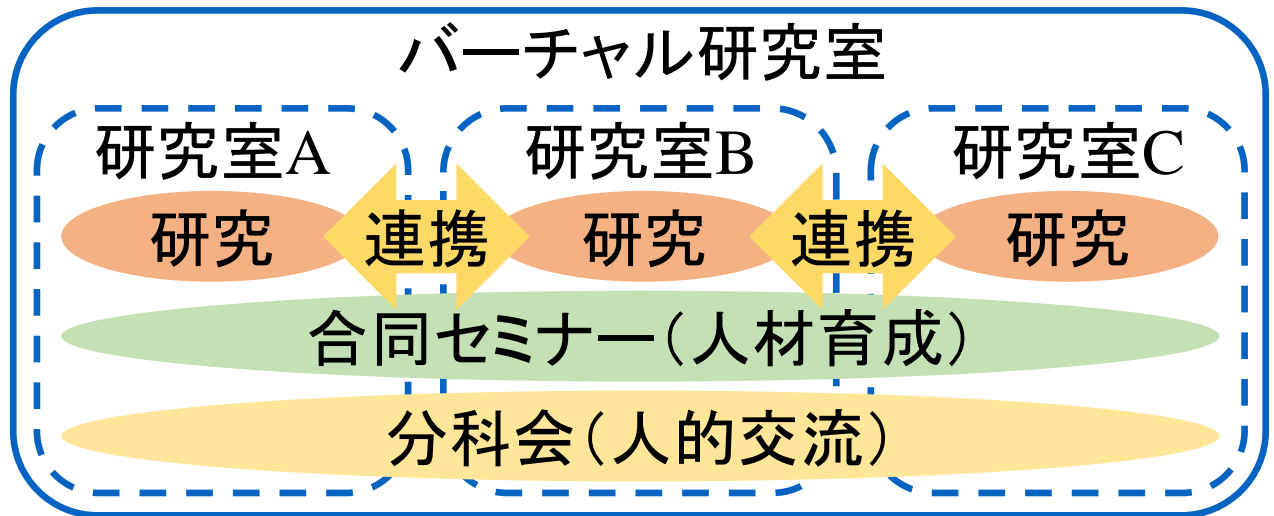 バーチャル研究室
研究室A 研究室B 研究室C
研究 連携 研究 連携 研究
合同セミナー(人材育成)
分科会(人的交流)